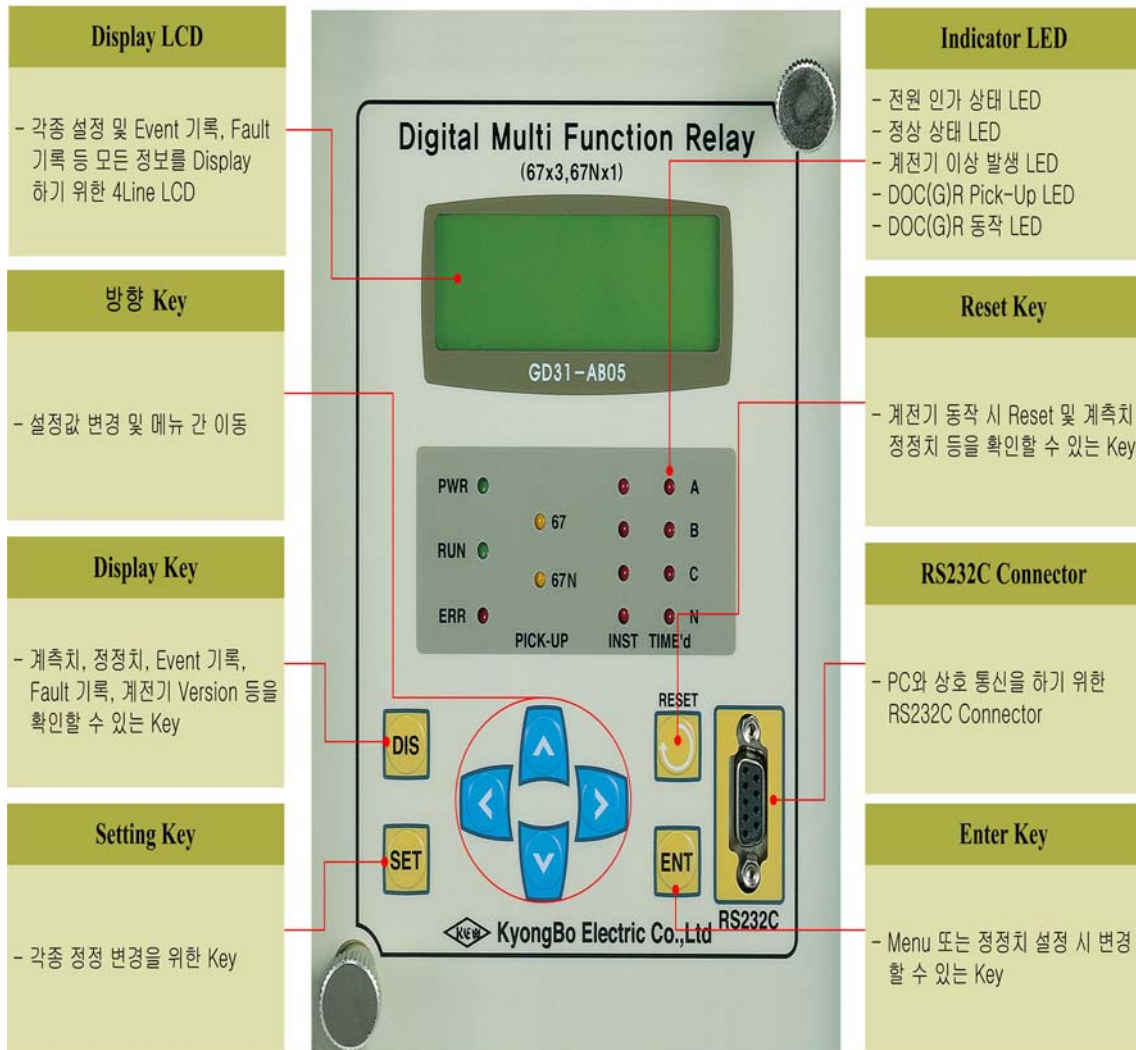 Display LCD
- 각종 설정 및 Event 기록, Fault
기록 등 모든 정보를 Display
하기 위한 4Line LCD
방향 Key
- 설정값 변경 및 메뉴 간 이동
Display Key
- 계측치, 정정치, Event 기록,
Fault 기록, 계전기 Version 등을
확인할 수 있는 Key
Setting Key
- 각종 정정 변경을 위한 Key
Digital Multi Function Relay
(67x3,67Nx1)
GD31-AB05
PWR
RUN
ERR
67
67N
PICK-UP
INST TIME'd
A
B
C
N
DIS
SET
RESET
ENT
RS232C
KEW KyongBo Electric Co.,Ltd
Indicator LED
- 전원 인가 상태 LED
- 정상 상태 LED
- 계전기 이상 발생 LED
- DOC(G)R Pick-Up LED
- DOC(G)R 동작 LED
Reset Key
- 계전기 동작 시 Reset 및 계측치
정정치 등을 확인할 수 있는 Key
RS232C Connector
- PC와 상호 통신을 하기 위한
RS232C Connector
Enter Key
- Menu 또는 정정치 설정 시 변경
할 수 있는 Key